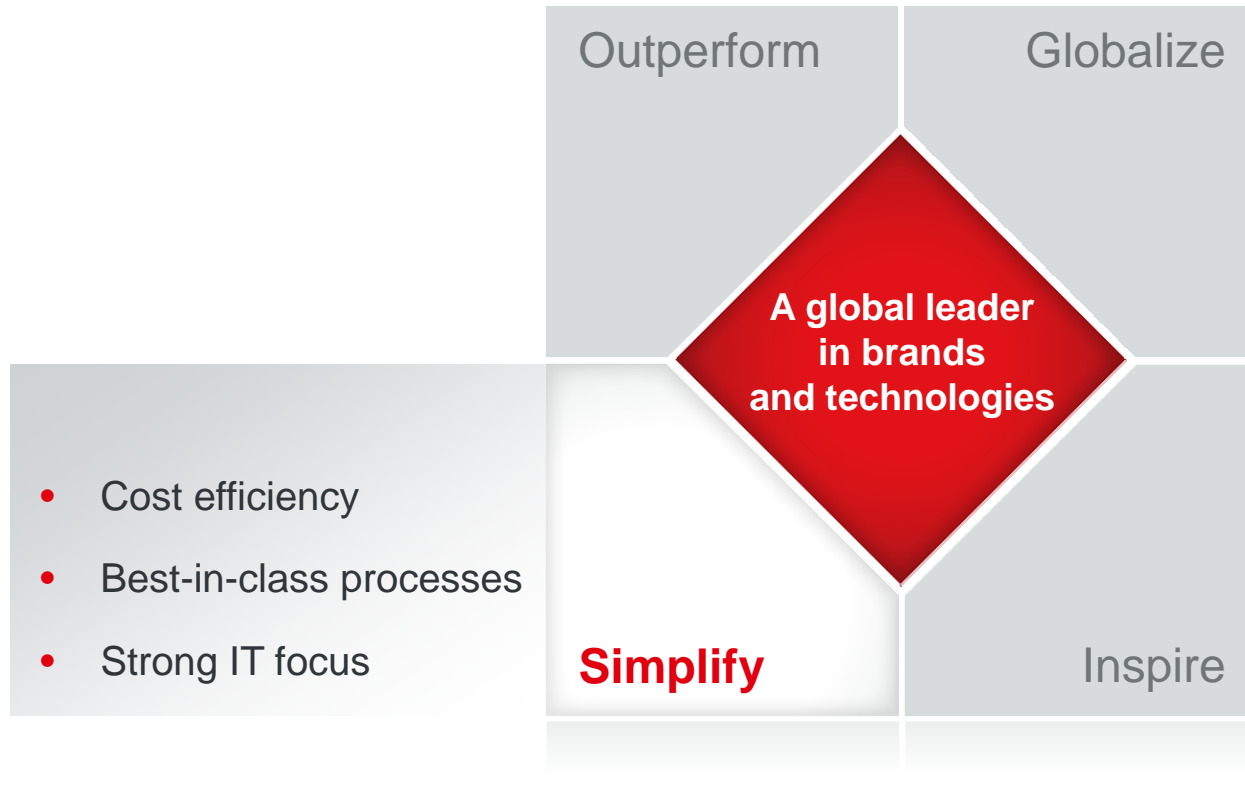 Outperform
Globalize
A global leader
in brands
and technologies
• Cost efficiency
• Best-in-class processes
• Strong IT focus
Simplify
Inspire